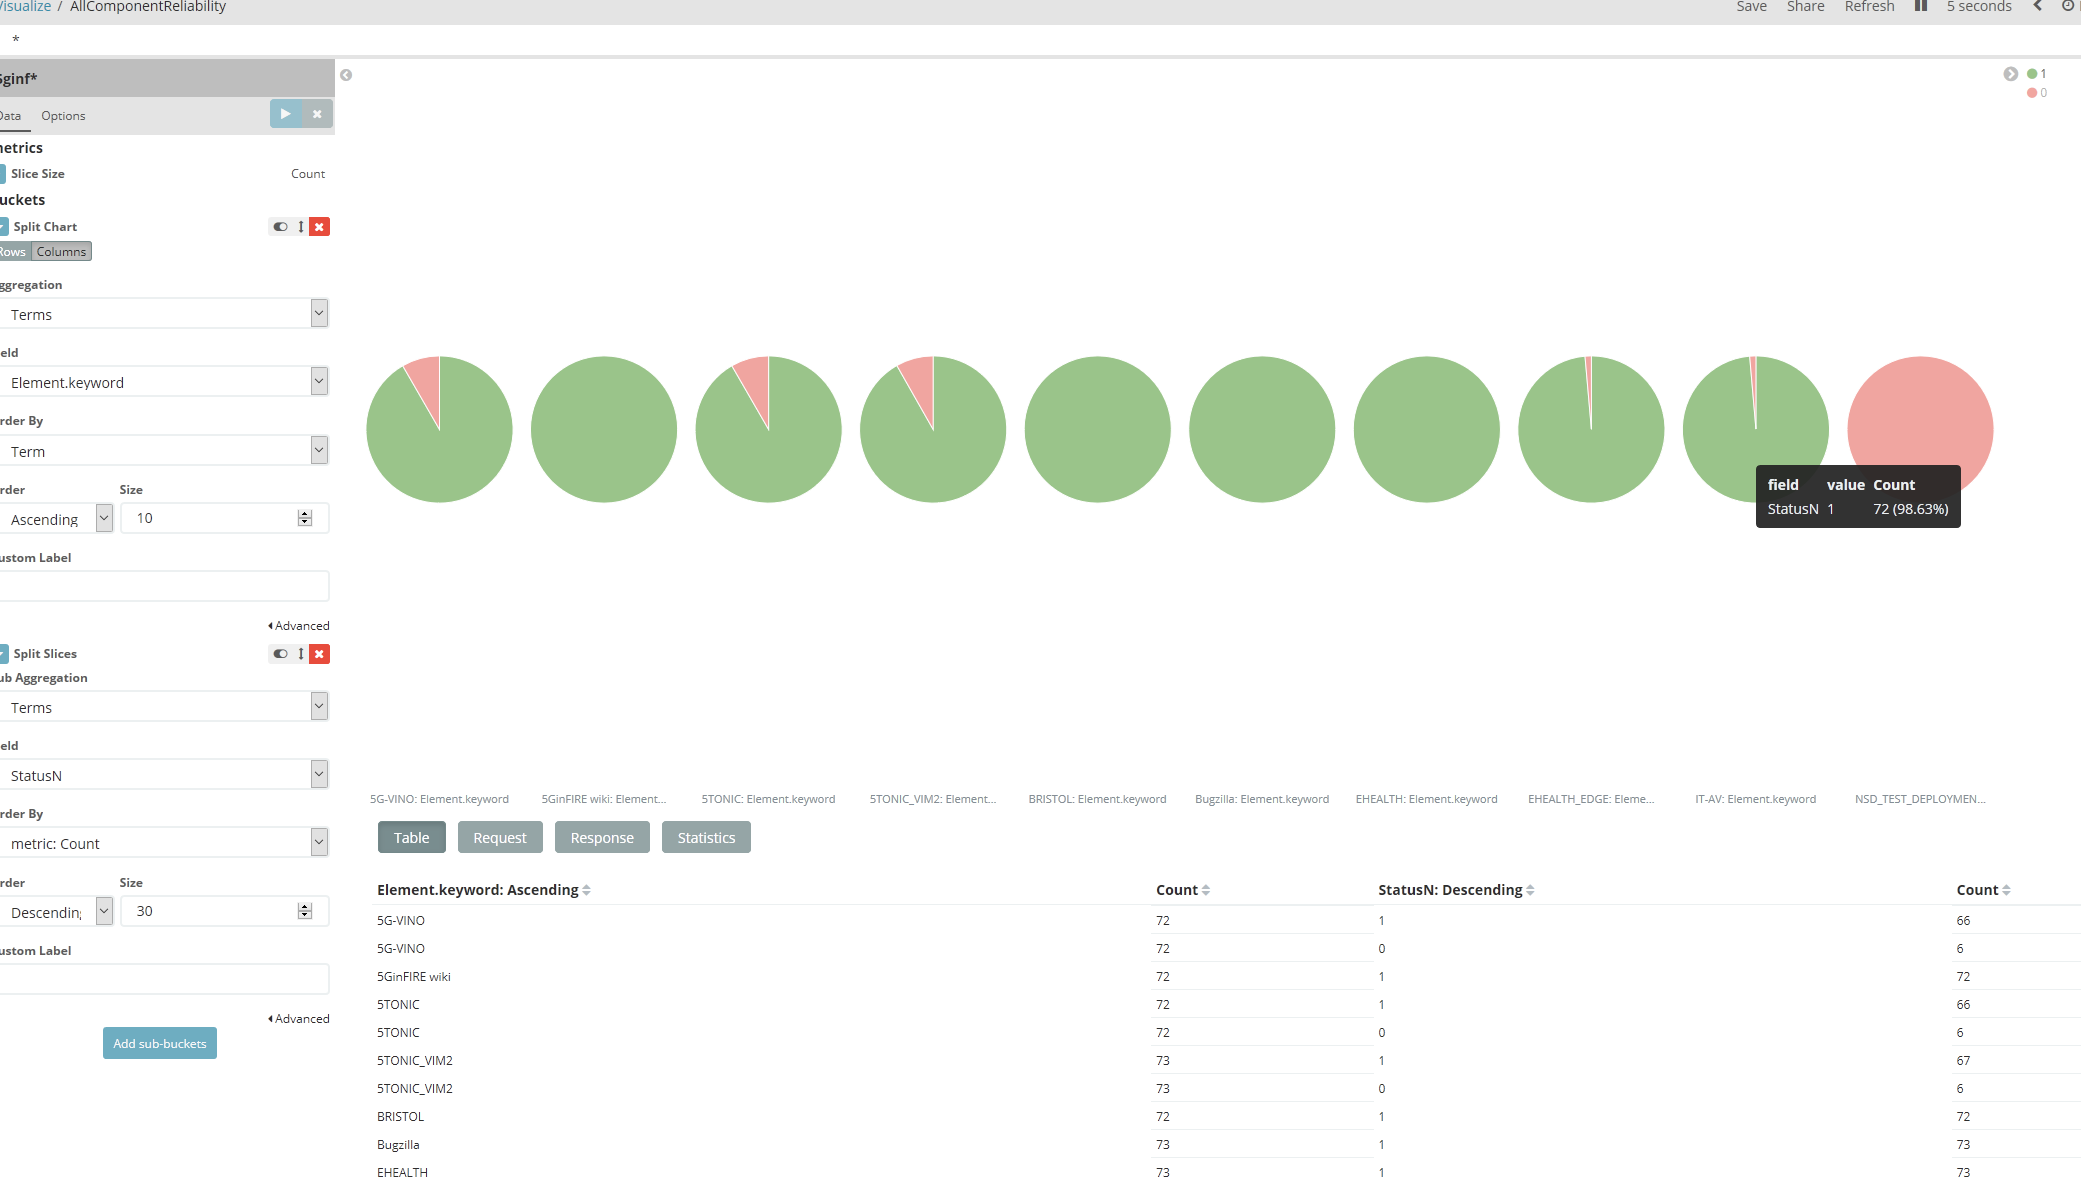 Visualize / AllComponentReliability
Save Share Refresh 5 seconds
*
5ginf*
Data Options
metrics
Slice Size Count
buckets
Split Chart
Rows Columns
ggregation
Terms
eld
Element.keyword
rder By
Term
rder Size
Ascending 10
ustom Label
Advanced
Split Slices
ub Aggregation
Terms
eld
StatusN
rder By
metric: Count
rder Size
Descending 30
ustom Label
Advanced
Add sub-buckets
1
0
field value Count
StatusN 1 72 (98.63%)
5G-VINO: Element.keyword 5GinFIRE wiki: Element... 5TONIC: Element.keyword 5TONIC_VIM2: Element... BRISTOL: Element.keyword Bugzilla: Element.keyword EHEALTH: Element.keyword EHEALTH_EDGE: Eleme... IT-AV: Element.keyword NSD_TEST_DEPLOYMEN...
Table Request Response Statistics
Element.keyword: Ascending Count StatusN: Descending Count
5G-VINO 72 1 66
5G-VINO 72 0 6
5GinFIRE wiki 72 1 72
5TONIC 72 1 66
5TONIC 72 0 6
5TONIC_VIM2 73 1 67
5TONIC_VIM2 73 0 6
BRISTOL 72 1 72
Bugzilla 73 1 73
EHEALTH 73 1 73